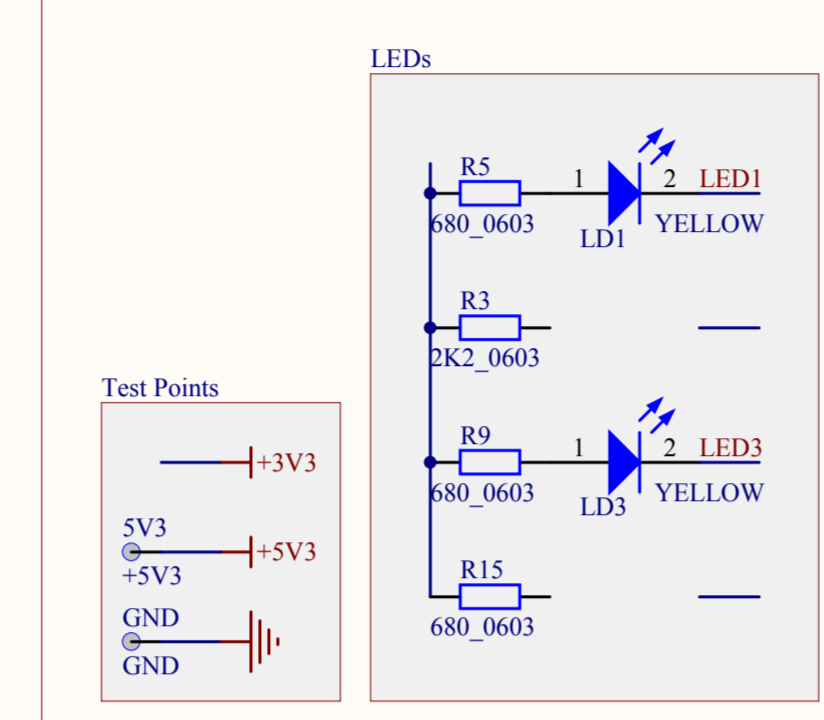 LEDs
R5
1
2
LED1
680_0603
LD1
YELLOW
R3
2K2_0603
R9
1
2
LED3
680_0603
LD3
YELLOW
R15
680_0603
Test Points
+3V3
5V3
+5V3
+5V3
GND
GND